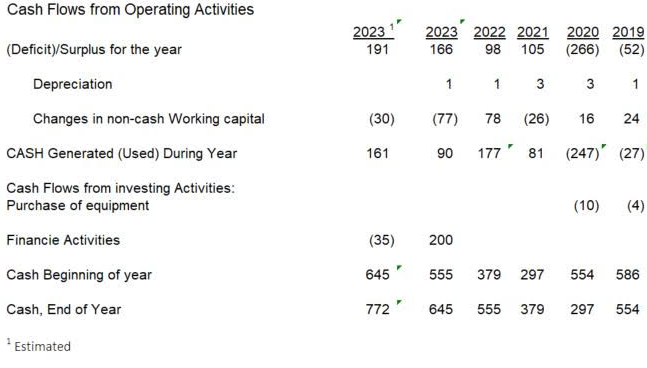 Cash Flows from Operating Activities
2023 1 2023 2022 2021 2020 2019
(Deficit)/Surplus for the year 191 166 98 105 (266) (52)
Depreciation 1 1 3 3 1
Changes in non-cash Working capital (30) (77) 78 (26) 16 24
CASH Generated (Used) During Year 161 90 177 81 (247) (27)
Cash Flows from investing Activities:
Purchase of equipment (10) (4)
Financie Activities (35) 200
Cash Beginning of year 645 555 379 297 554 586
Cash, End of Year 772 645 555 379 297 554
1 Estimated